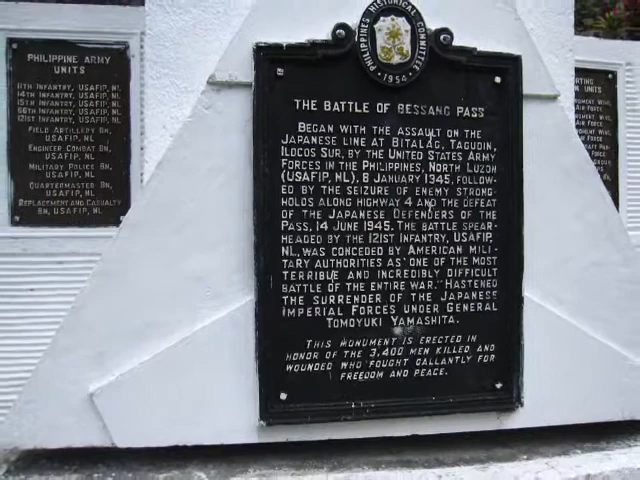 PHILIPPINE ARMY
UNITS
11TH INFANTRY, USAFIP, NL
14TH INFANTRY, USAFIP, NL
15TH INFANTRY, USAFIP, NL
66TH INFANTRY, USAFIP, NL
121ST INFANTRY, USAFIP, NL
FIELD ARTILLERY BN,
USAFIP, NL
ENGINEER COMBAT BN,
USAFIP, NL
MILITARY POLICE BN,
USAFIP, NL
QUARTERMASTER BN,
USAFIP, NL
REPLACEMENT AND CASUALTY
BN, USAFIP, NL
PHILIPPINES HISTORICAL COMMITTEE
1954
THE BATTLE OF BESSANG PASS
BEGAN WITH THE ASSAULT ON THE
JAPANESE LINE AT BITALAG, TAGUDIN,
ILOCOS SUR, BY THE UNITED STATES ARMY
FORCES IN THE PHILIPPINES, NORTH LUZON
(USAFIP, NL), 8 JANUARY 1945, FOLLOW-
ED BY THE SEIZURE OF ENEMY STRONG-
HOLDS ALONG HIGHWAY 4 AND THE DEFEAT
OF THE JAPANESE DEFENDERS OF THE
PASS, 14 JUNE 1945. THE BATTLE SPEAR-
HEADED BY THE 121ST INFANTRY, USAFIP,
NL, WAS CONCEDED BY AMERICAN MILI-
TARY AUTHORITIES AS "ONE OF THE MOST
TERRIBLE AND INCREDIBLY DIFFICULT
BATTLE OF THE ENTIRE WAR." HASTENED
THE SURRENDER OF THE JAPANESE
IMPERIAL FORCES UNDER GENERAL
TOMOYUKI YAMASHITA.
THIS MONUMENT IS ERECTED IN
HONOR OF THE 3,400 MEN KILLED AND
WOUNDED WHO FOUGHT GALLANTLY FOR
FREEDOM AND PEACE.
RTING
UNITS
WING,
AIR FORCE
WING,
AIR FORCE